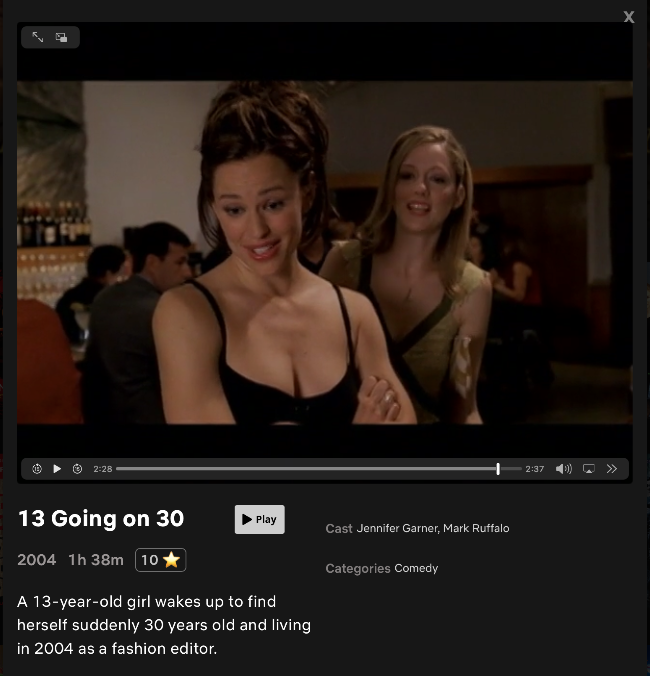 X
2:28
2:37
13 Going on 30
Play
Cast Jennifer Garner, Mark Ruffalo
2004 1h 38m 10 ⭐
Categories Comedy
A 13-year-old girl wakes up to find
herself suddenly 30 years old and living
in 2004 as a fashion editor.